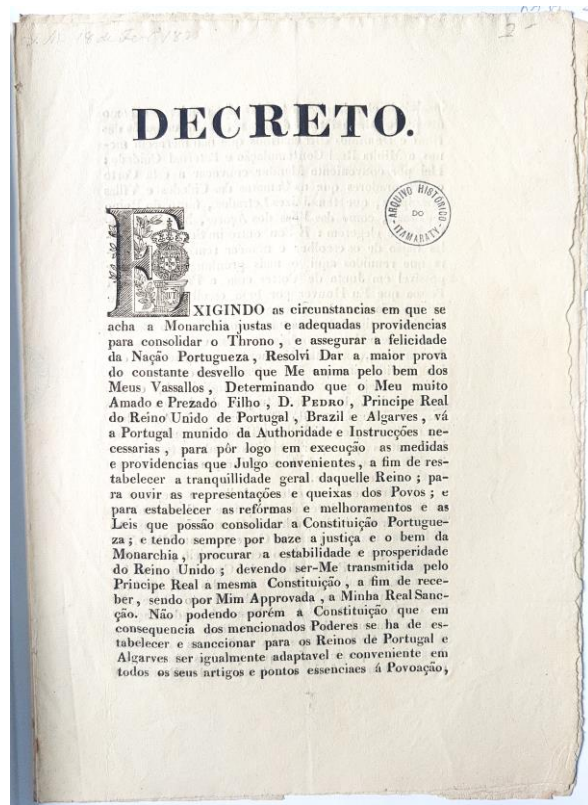 2
DECRETO.
ARQUIVO HISTÓRICO
DO
ITAMARATY
EXIGINDO as circunstancias em que se
acha a Monarchia justas e adequadas providencias
para consolidar o Throno, e assegurar a felicidade
da Nação Portugueza, Resolvi Dar a maior prova
do constante desvello que Me anima pelo bem dos
Meus Vassallos, Determinando que o Meu muito
Amado e Prezado Filho, D. PEDRO, Principe Real
do Reino Unido de Portugal, Brazil e Algarves, vá
a Portugal munido da Authoridade e Instrucções ne-
cessarias, para pôr logo em execução as medidas
e providencias que Julgo convenientes, a fim de res-
tabelecer a tranquillidade geral daquelle Reino; pa-
ra ouvir as representações e queixas dos Povos; e
para estabelecer as refórmas e melhoramentos e as
Leis que possão consolidar a Constituição Portugue-
za; e tendo sempre por baze a justiça e o bem da
Monarchia, procurar a estabilidade e prosperidade
do Reino Unido; devendo ser-Me transmitida pelo
Principe Real a mesma Constituição, a fim de rece-
ber, sendo por Mim Approvada, a Minha Real Sanc-
ção. Não podendo porém a Constituição que em
consequencia dos mencionados Poderes se ha de es-
tabelecer e sanccionar para os Reinos de Portugal e
Algarves ser igualmente adaptavel e conveniente em
todos os seus artigos e pontos essenciaes á Povoação,